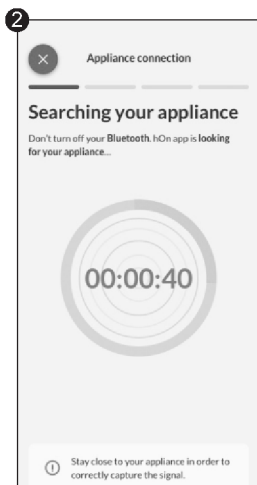 2
Appliance connection
Searching your appliance
Don't turn off your Bluetooth. hOn app is looking
for your appliance...
00:00:40
Stay close to your appliance in order to
correctly capture the signal.